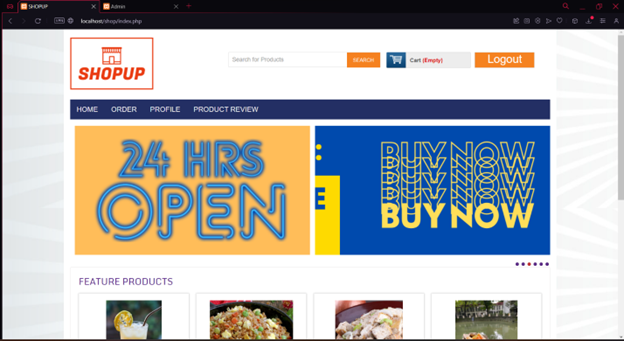 SHOPUP
Admin
localhost/shop/index.php
SHOPUP
Search for Products
SEARCH
Cart (Empty)
Logout
HOME ORDER PROFILE PRODUCT REVIEW
24 HRS
OPEN
:
E
BUY NOW
BUY NOW
BUY NOW
BUY NOW
BUY NOW
FEATURE PRODUCTS